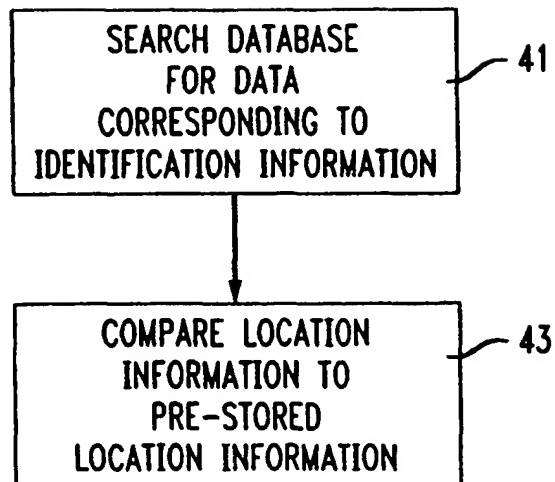 SEARCH DATABASE
FOR DATA
CORRESPONDING TO
IDENTIFICATION INFORMATION
41
COMPARE LOCATION
INFORMATION TO
PRE-STORED
LOCATION INFORMATION
43